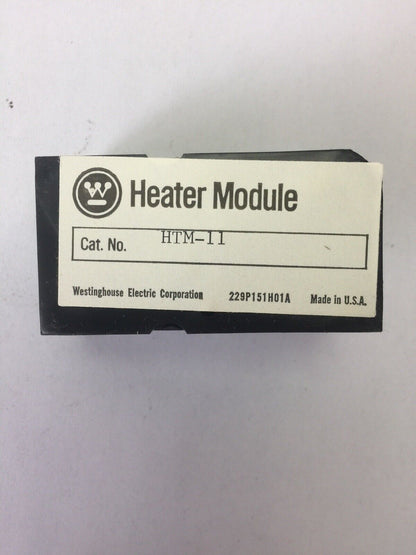 W
Heater Module
Cat. No. HTM-11
Westinghouse Electric Corporation 229P151H01A Made in U.S.A.